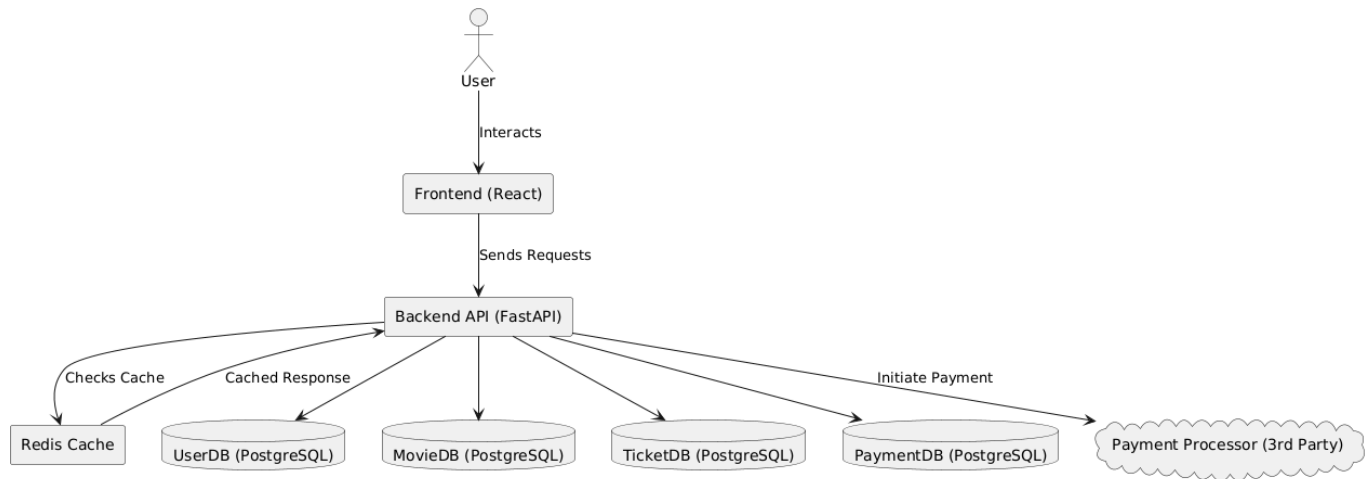 User
Interacts
Frontend (React)
Sends Requests
Backend API (FastAPI)
Checks Cache
Cached Response
Initiate Payment
Redis Cache
UserDB (PostgreSQL)
MovieDB (PostgreSQL)
TicketDB (PostgreSQL)
PaymentDB (PostgreSQL)
Payment Processor (3rd Party)